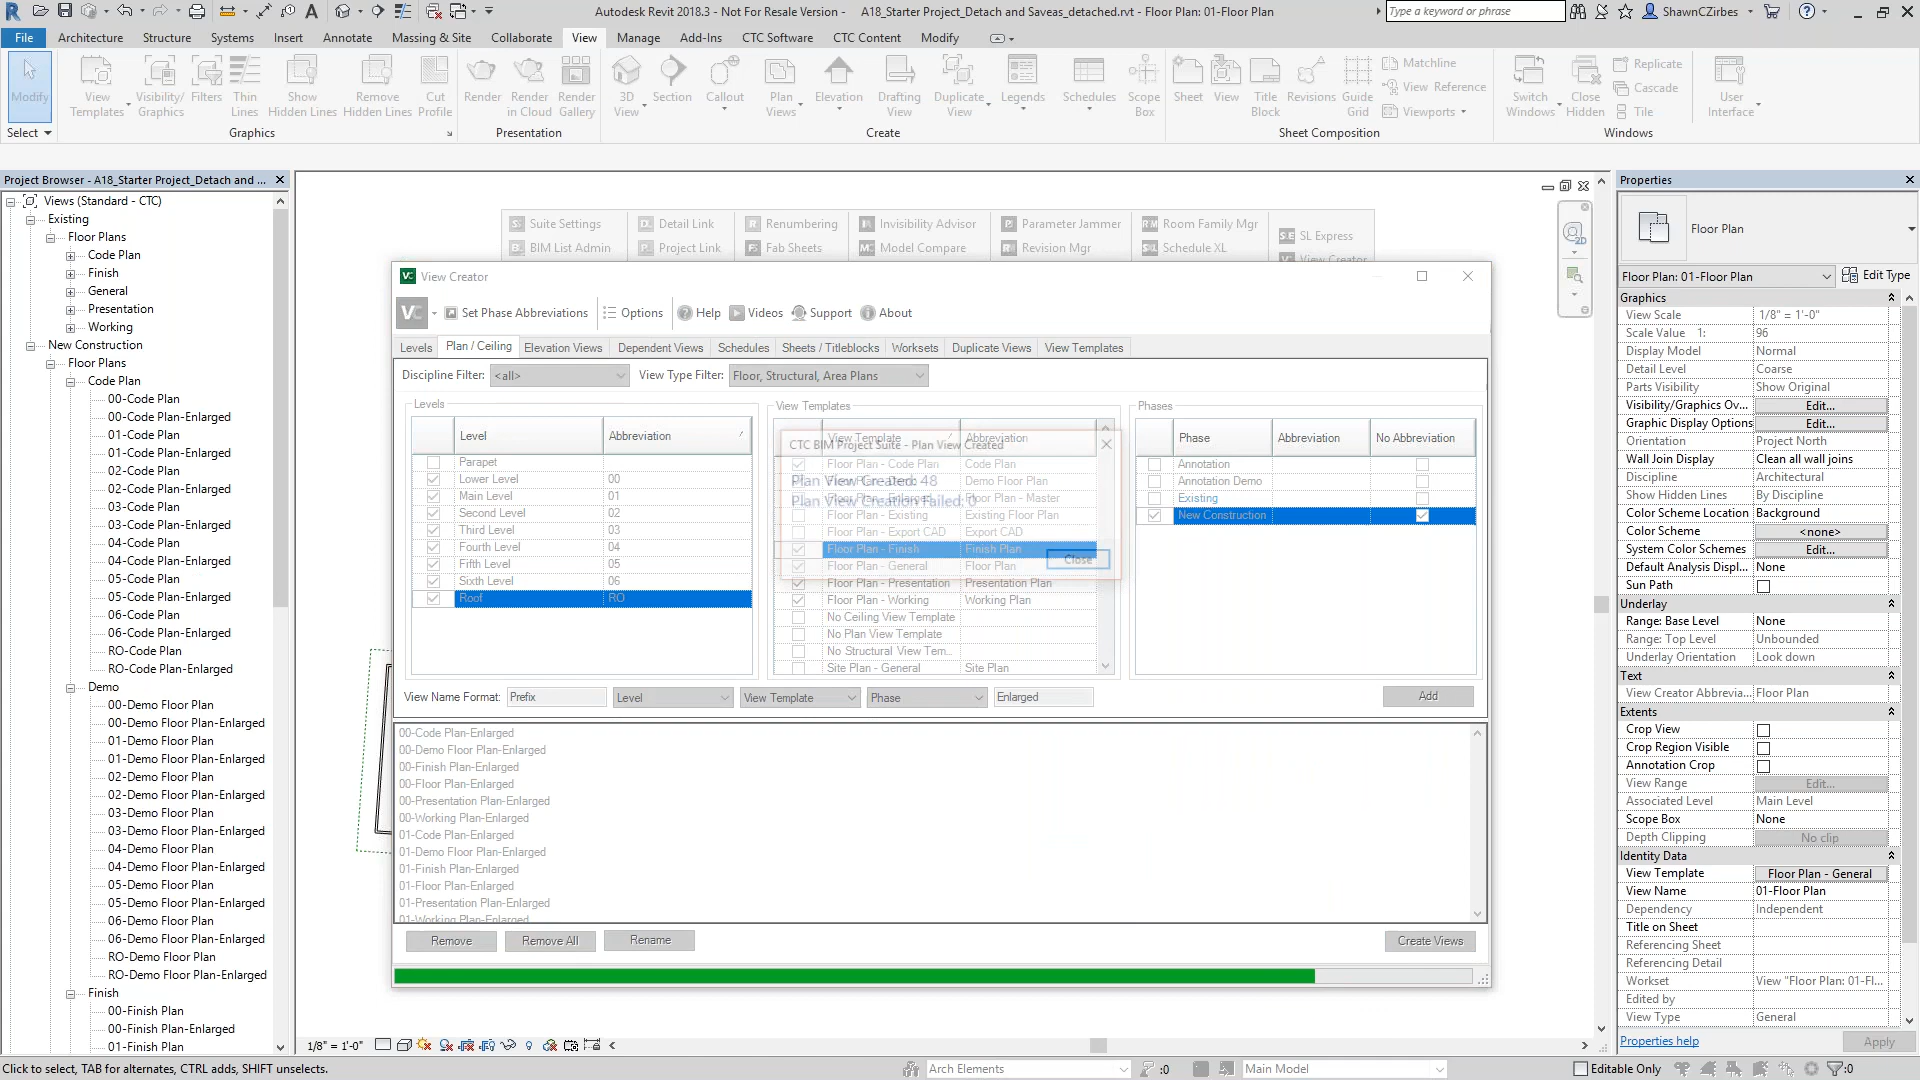 Autodesk Revit 2018.3 - Not For Resale Version - A18_Starter Project_Detach and Saveas_detached.rvt - Floor Plan: 01-Floor Plan
Type a keyword or phrase
ShawnCZirbes
File
Architecture
Structure
Systems
Insert
Annotate
Massing & Site
Collaborate
View
Manage
Add-Ins
CTC Software
CTC Content
Modify
Modify
View Templates
Visibility/ Graphics
Filters
Thin Lines
Show Hidden Lines
Remove Hidden Lines
Cut Profile
Render
Render in Cloud
Render Gallery
3D View
Section
Callout
Plan Views
Elevation
Drafting View
Duplicate View
Legends
Schedules
Scope Box
Sheet
View
Title Block
Revisions
Guide Grid
Matchline
View Reference
Viewports
Switch Windows
Close Hidden
Replicate
Cascade
Tile
User Interface
Select
Graphics
Presentation
Create
Sheet Composition
Windows
Project Browser - A18_Starter Project_Detach and ...
Views (Standard - CTC)
Existing
Floor Plans
Code Plan
Finish
General
Presentation
Working
New Construction
Floor Plans
Code Plan
00-Code Plan
00-Code Plan-Enlarged
01-Code Plan
01-Code Plan-Enlarged
02-Code Plan
02-Code Plan-Enlarged
03-Code Plan
03-Code Plan-Enlarged
04-Code Plan
04-Code Plan-Enlarged
05-Code Plan
05-Code Plan-Enlarged
06-Code Plan
06-Code Plan-Enlarged
RO-Code Plan
RO-Code Plan-Enlarged
Demo
00-Demo Floor Plan
00-Demo Floor Plan-Enlarged
01-Demo Floor Plan
01-Demo Floor Plan-Enlarged
02-Demo Floor Plan
02-Demo Floor Plan-Enlarged
03-Demo Floor Plan
03-Demo Floor Plan-Enlarged
04-Demo Floor Plan
04-Demo Floor Plan-Enlarged
05-Demo Floor Plan
05-Demo Floor Plan-Enlarged
06-Demo Floor Plan
06-Demo Floor Plan-Enlarged
RO-Demo Floor Plan
RO-Demo Floor Plan-Enlarged
Finish
00-Finish Plan
00-Finish Plan-Enlarged
01-Finish Plan
Suite Settings
Detail Link
Renumbering
Invisibility Advisor
Parameter Jammer
Room Family Mgr
BIM List Admin
Project Link
Fab Sheets
Model Compare
Revision Mgr
Schedule XL
SL Express
View Creator
View Creator
Set Phase Abbreviations
Options
Help
Videos
Support
About
Levels
Plan / Ceiling
Elevation Views
Dependent Views
Schedules
Sheets / Titleblocks
Worksets
Duplicate Views
View Templates
Discipline Filter: <all>
View Type Filter: Floor, Structural, Area Plans
Levels
Level Abbreviation
Parapet
Lower Level 00
Main Level 01
Second Level 02
Third Level 03
Fourth Level 04
Fifth Level 05
Sixth Level 06
Roof RO
View Templates
View Template Abbreviation
CTC BIM Project Suite - Plan View Created
Floor Plan - Code Plan Code Plan
Plan View Created: 48
Demo Floor Plan
Plan View Creation Failed: 0
Floor Plan - Enlarged Floor Plan - Master
Floor Plan - Existing Existing Floor Plan
Floor Plan - Export CAD Export CAD
Floor Plan - Finish Finish Plan
Close
Floor Plan - General Floor Plan
Floor Plan - Presentation Presentation Plan
Floor Plan - Working Working Plan
No Ceiling View Template
No Plan View Template
No Structural View Tem...
Site Plan - General Site Plan
Phases
Phase Abbreviation No Abbreviation
Annotation
Annotation Demo
Existing
New Construction
View Name Format: Prefix Level View Template Phase Enlarged
Add
00-Code Plan-Enlarged
00-Demo Floor Plan-Enlarged
00-Finish Plan-Enlarged
00-Floor Plan-Enlarged
00-Presentation Plan-Enlarged
00-Working Plan-Enlarged
01-Code Plan-Enlarged
01-Demo Floor Plan-Enlarged
01-Finish Plan-Enlarged
01-Floor Plan-Enlarged
01-Presentation Plan-Enlarged
01-Working Plan-Enlarged
Remove
Remove All
Rename
Create Views
1/8" = 1'-0"
Properties
Floor Plan
Floor Plan: 01-Floor Plan
Edit Type
Graphics
View Scale 1/8" = 1'-0"
Scale Value 1: 96
Display Model Normal
Detail Level Coarse
Parts Visibility Show Original
Visibility/Graphics Ov... Edit...
Graphic Display Options Edit...
Orientation Project North
Wall Join Display Clean all wall joins
Discipline Architectural
Show Hidden Lines By Discipline
Color Scheme Location Background
Color Scheme <none>
System Color Schemes Edit...
Default Analysis Displ... None
Sun Path
Underlay
Range: Base Level None
Range: Top Level Unbounded
Underlay Orientation Look down
Text
View Creator Abbrevia... Floor Plan
Extents
Crop View
Crop Region Visible
Annotation Crop
View Range Edit...
Associated Level Main Level
Scope Box None
Depth Clipping No clip
Identity Data
View Template Floor Plan - General
View Name 01-Floor Plan
Dependency Independent
Title on Sheet
Referencing Sheet
Referencing Detail
Workset View "Floor Plan: 01-Fl...
Edited by
View Type General
Properties help
Apply
Click to select, TAB for alternates, CTRL adds, SHIFT unselects.
Arch Elements
:0
Main Model
Editable Only
:0